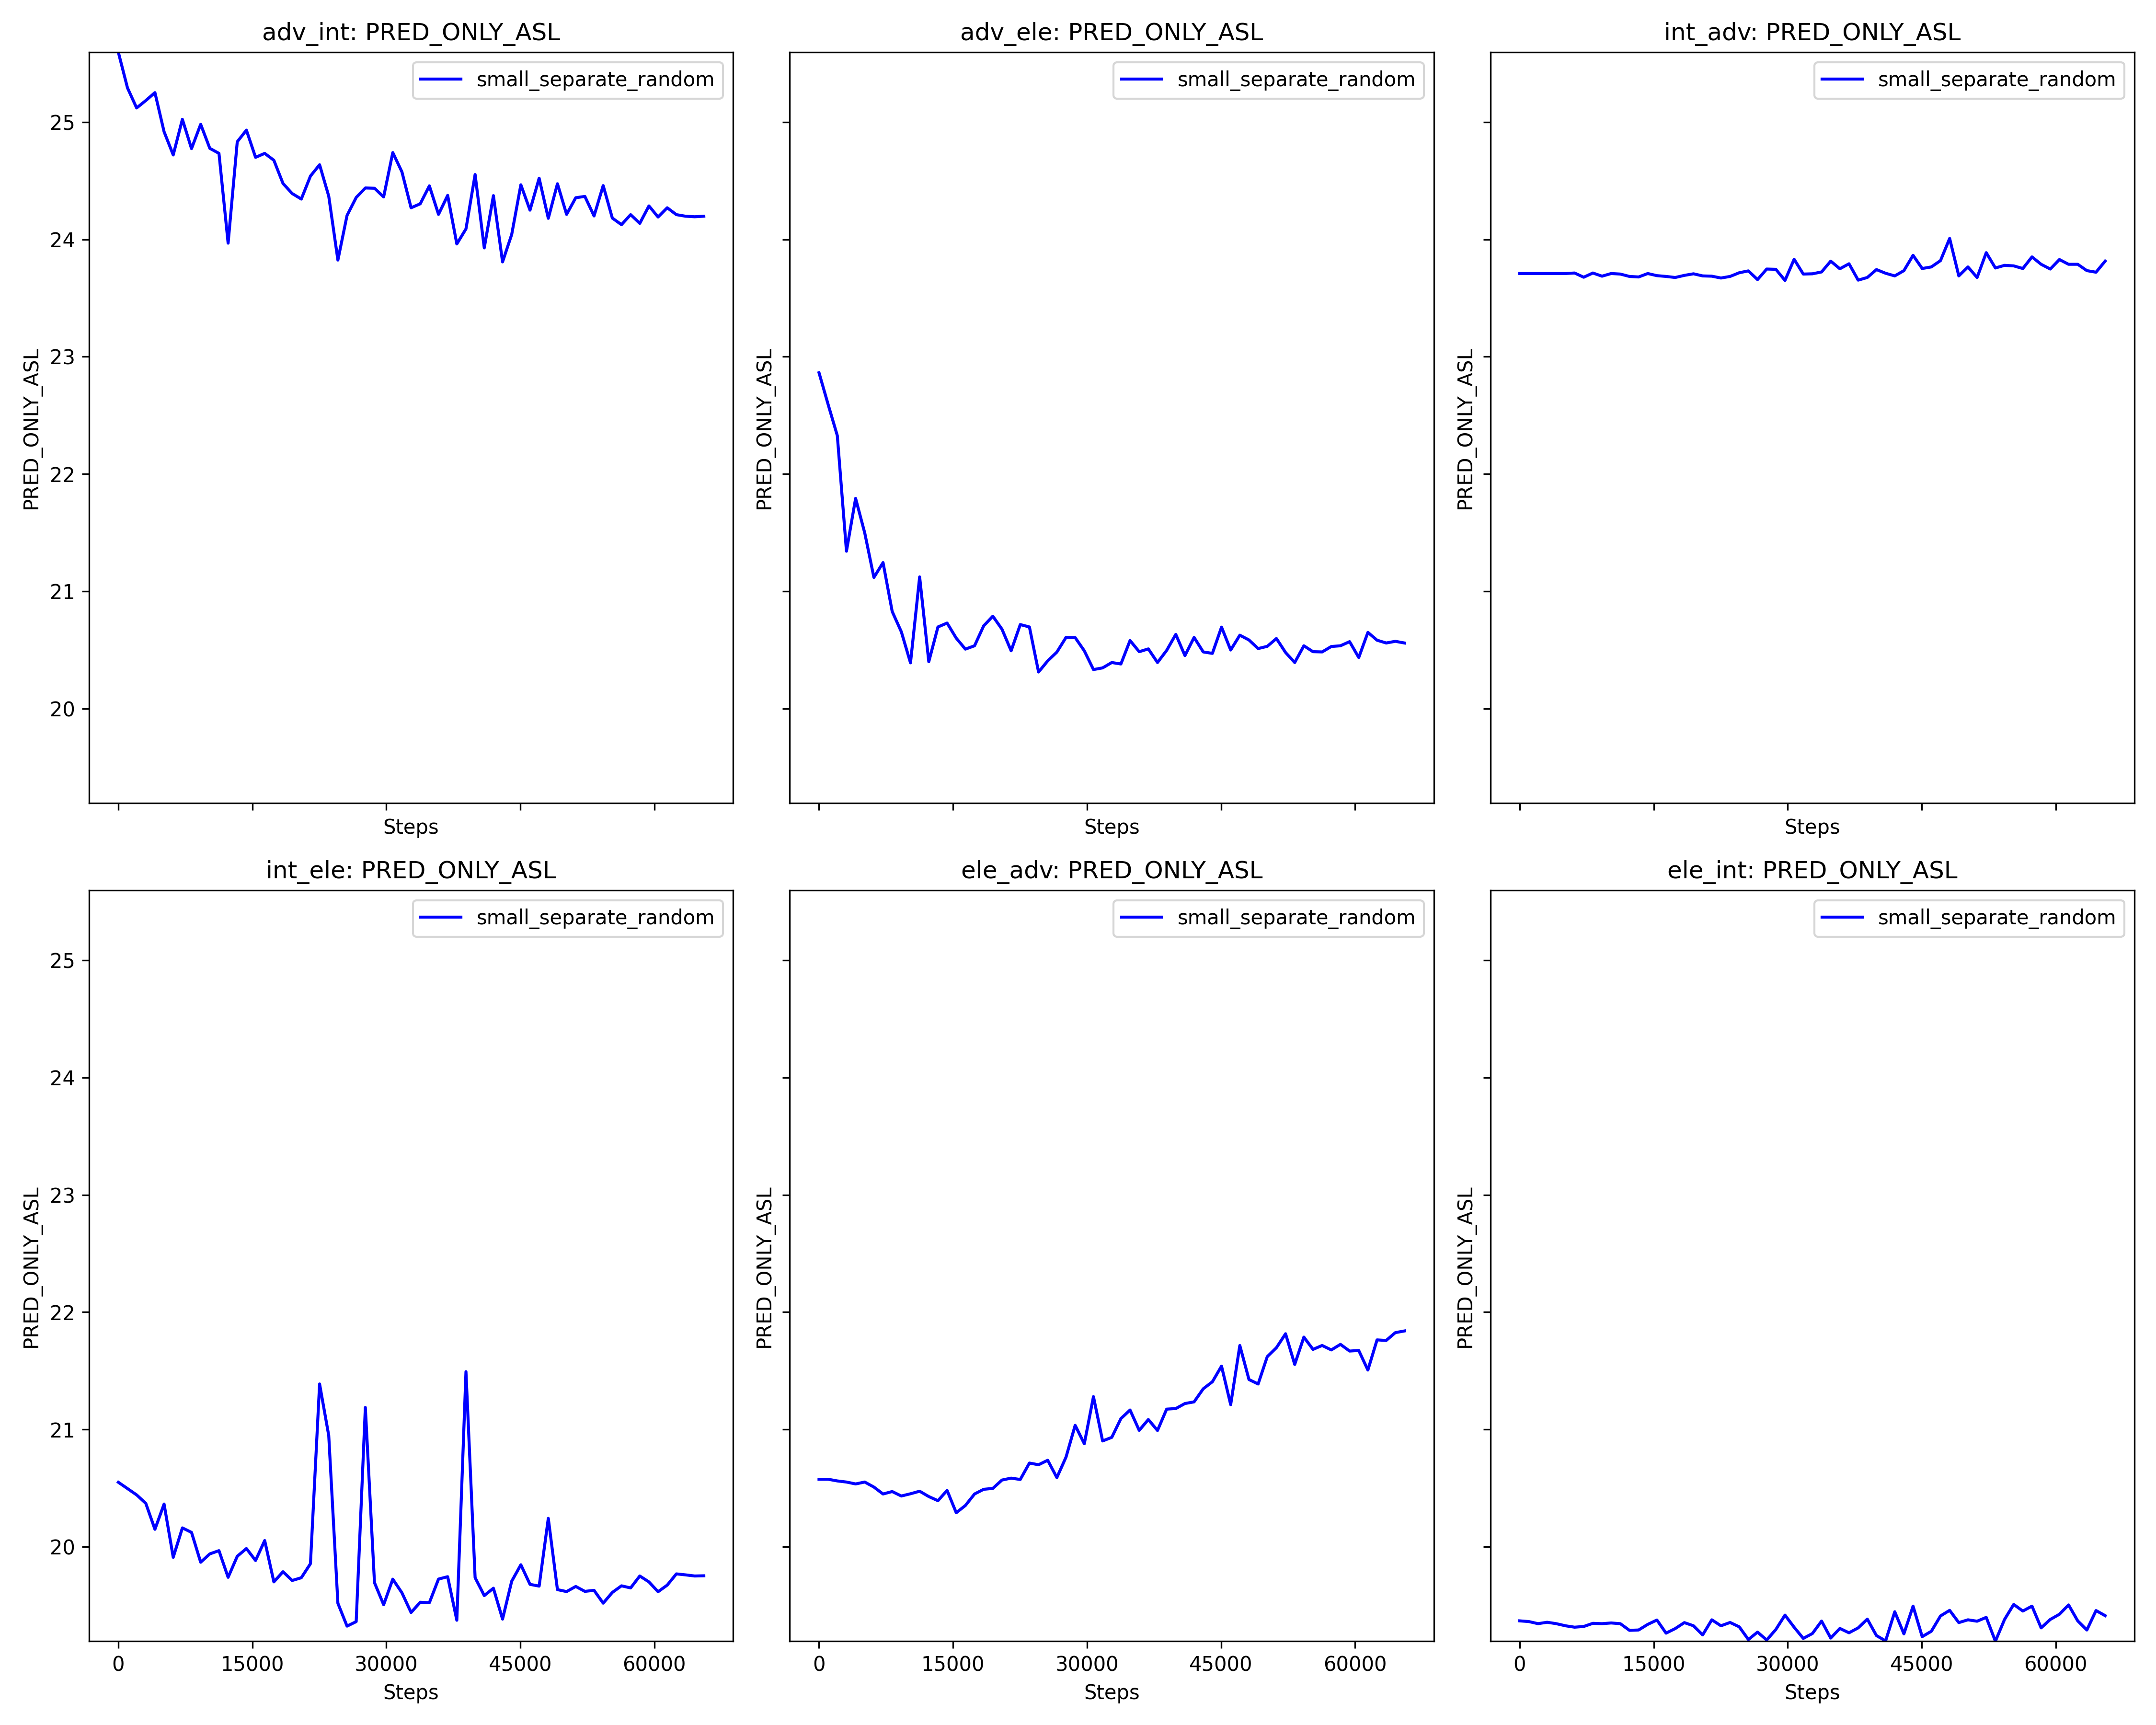 adv_int: PRED_ONLY_ASL
adv_ele: PRED_ONLY_ASL
int_adv: PRED_ONLY_ASL
small_separate_random
small_separate_random
small_separate_random
PRED_ONLY_ASL
25
24
23
22
21
20
PRED_ONLY_ASL
PRED_ONLY_ASL
Steps
Steps
Steps
int_ele: PRED_ONLY_ASL
ele_adv: PRED_ONLY_ASL
ele_int: PRED_ONLY_ASL
small_separate_random
small_separate_random
small_separate_random
PRED_ONLY_ASL
25
24
23
22
21
20
PRED_ONLY_ASL
PRED_ONLY_ASL
0 15000 30000 45000 60000
0 15000 30000 45000 60000
0 15000 30000 45000 60000
Steps
Steps
Steps